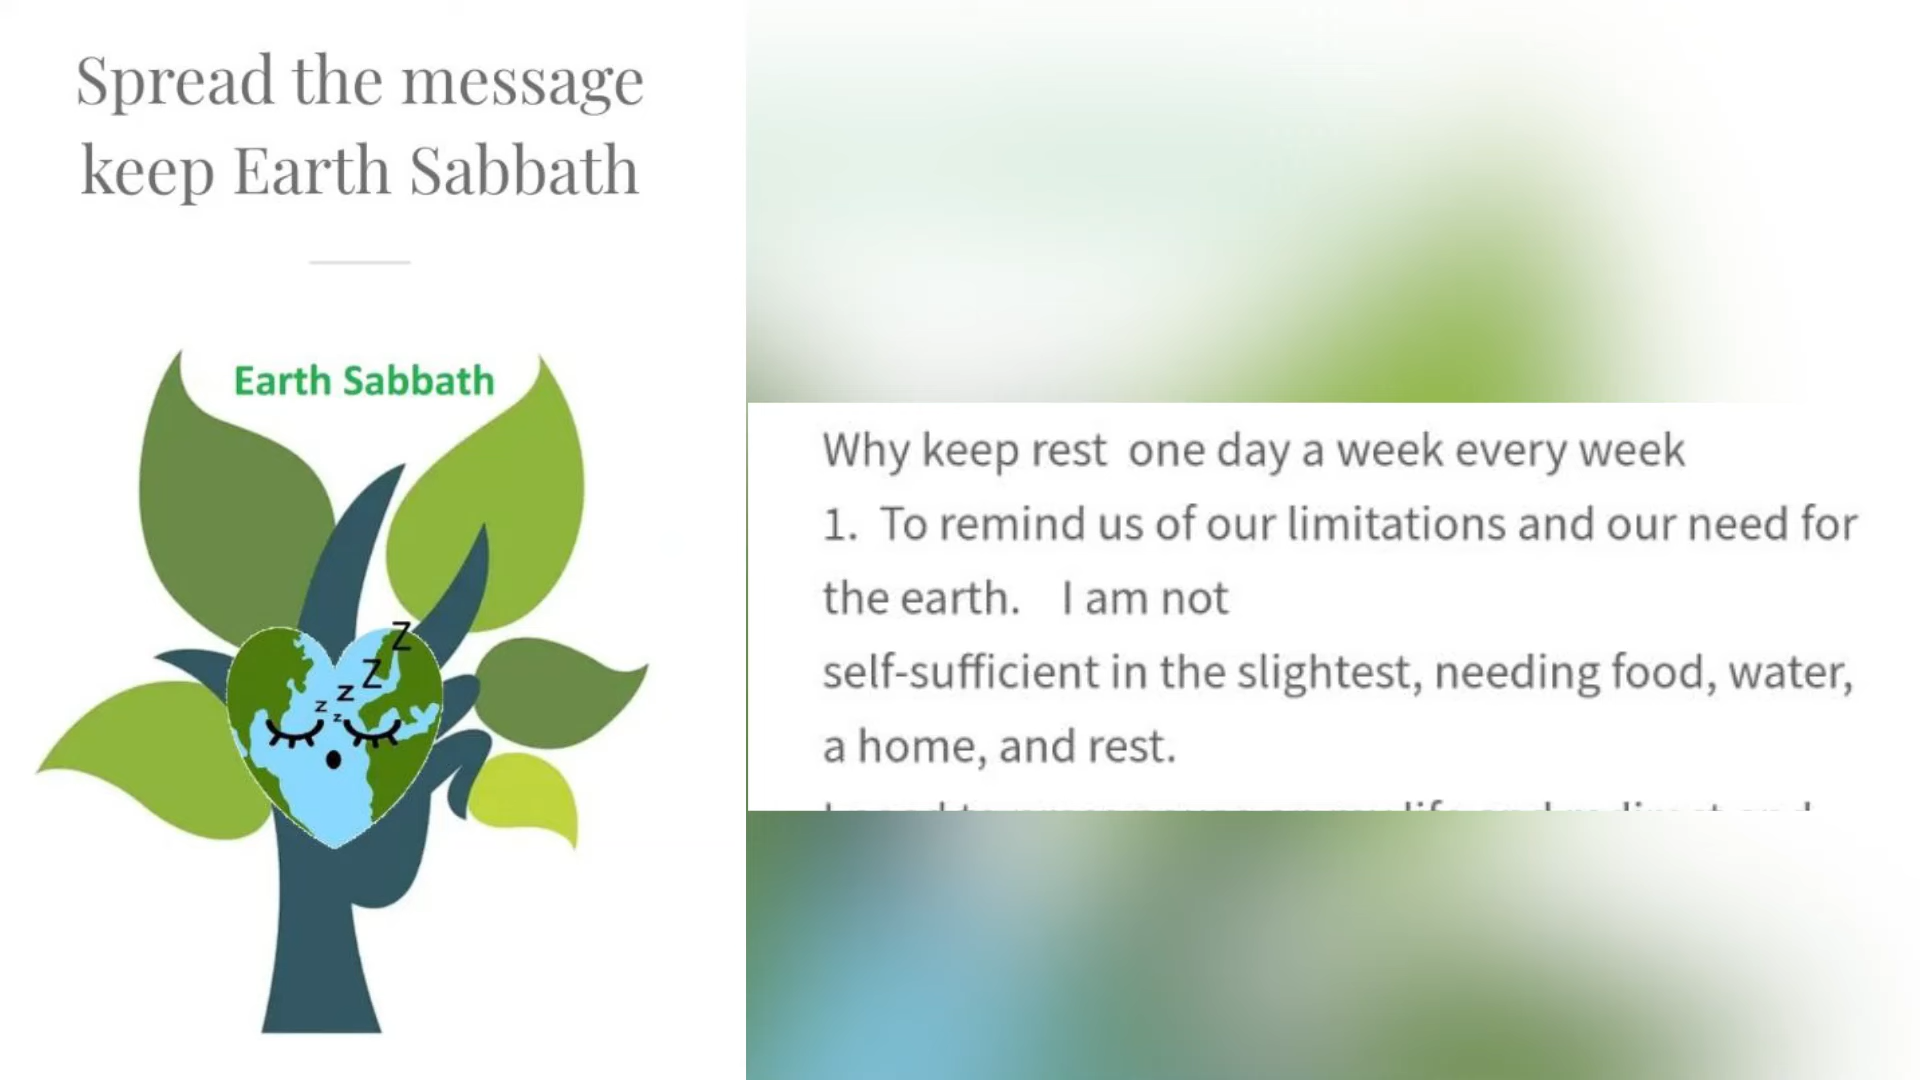 Spread the message
keep Earth Sabbath
Earth Sabbath
Z
Z
z
z
z
Why keep rest one day a week every week
1. To remind us of our limitations and our need for
the earth. I am not
self-sufficient in the slightest, needing food, water,
a home, and rest.